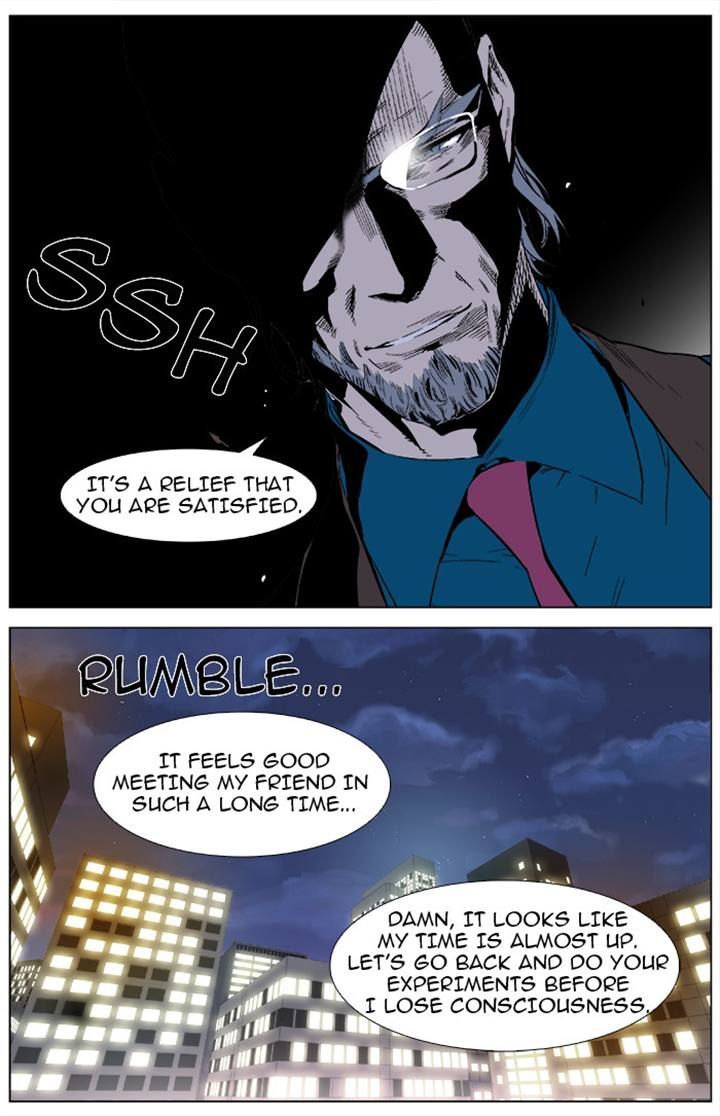 SSH
IT'S A RELIEF THAT
YOU ARE SATISFIED.
RUMBLE...
IT FEELS GOOD
MEETING MY FRIEND IN
SUCH A LONG TIME...
DAMN, IT LOOKS LIKE
MY TIME IS ALMOST UP.
LET'S GO BACK AND DO YOUR
EXPERIMENTS BEFORE
I LOSE CONSCIOUSNESS.